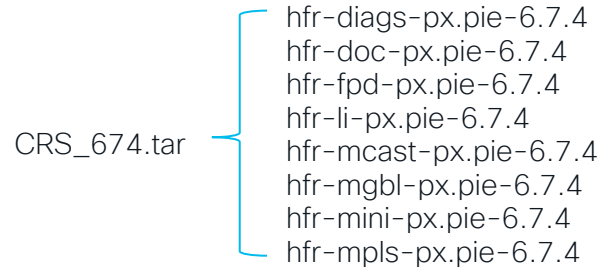 CRS_674.tar
hfr-diags-px.pie-6.7.4
hfr-doc-px.pie-6.7.4
hfr-fpd-px.pie-6.7.4
hfr-li-px.pie-6.7.4
hfr-mcast-px.pie-6.7.4
hfr-mgbl-px.pie-6.7.4
hfr-mini-px.pie-6.7.4
hfr-mpls-px.pie-6.7.4